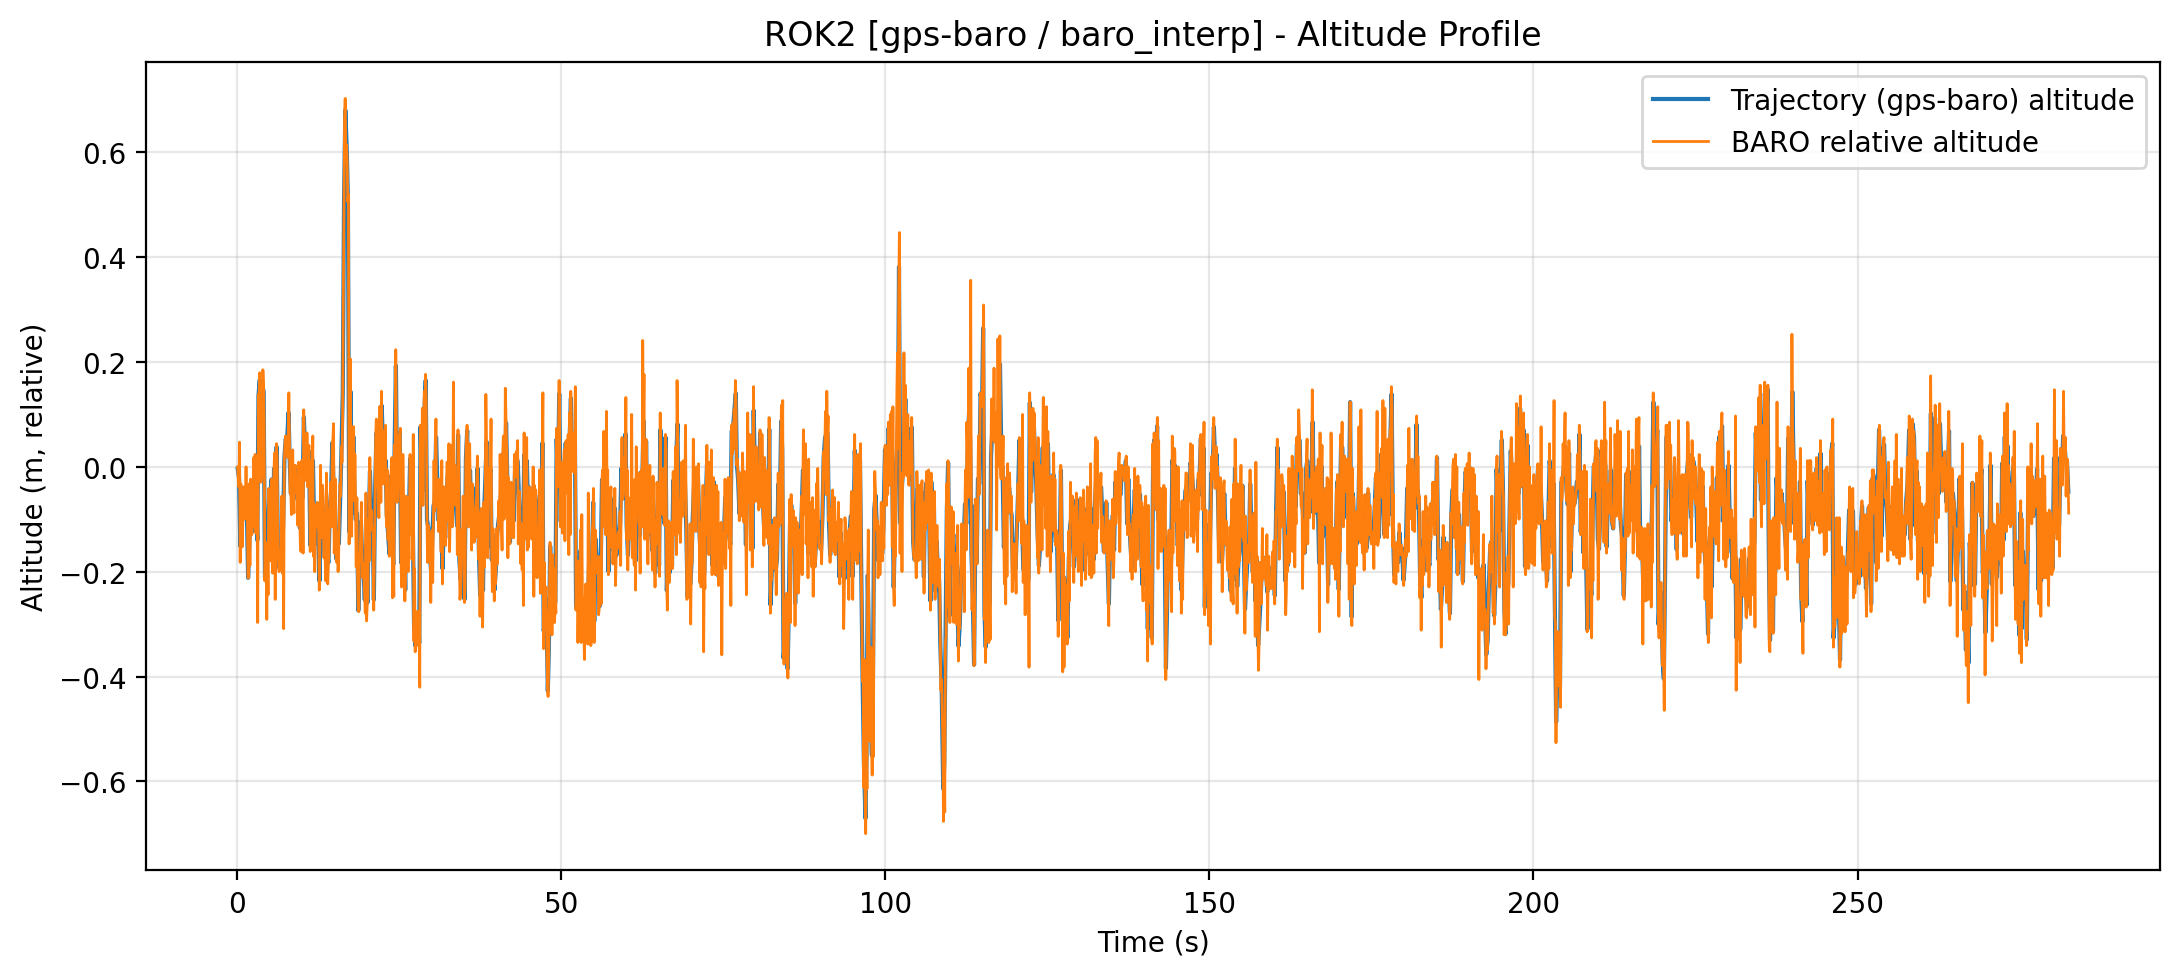 ROK2 [gps-baro / baro_interp] - Altitude Profile
Trajectory (gps-baro) altitude
BARO relative altitude
Altitude (m, relative)
0.6
0.4
0.2
0.0
−0.2
−0.4
−0.6
0 50 100 150 200 250
Time (s)